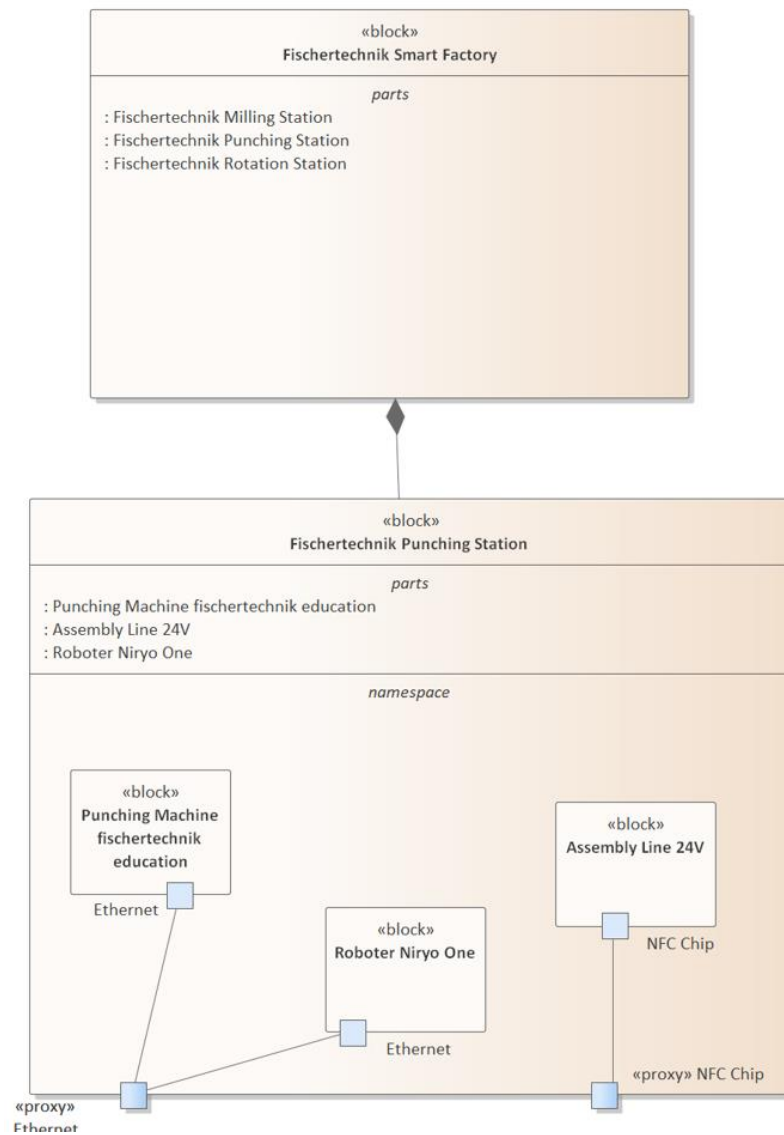 «block»
Fischertechnik Smart Factory
parts
: Fischertechnik Milling Station
: Fischertechnik Punching Station
: Fischertechnik Rotation Station
«block»
Fischertechnik Punching Station
parts
: Punching Machine fischertechnik education
: Assembly Line 24V
: Roboter Niryo One
namespace
«block»
Punching Machine
fischertechnik
education
Ethernet
«block»
Roboter Niryo One
Ethernet
«block»
Assembly Line 24V
NFC Chip
«proxy» NFC Chip
«proxy»
Ethernet